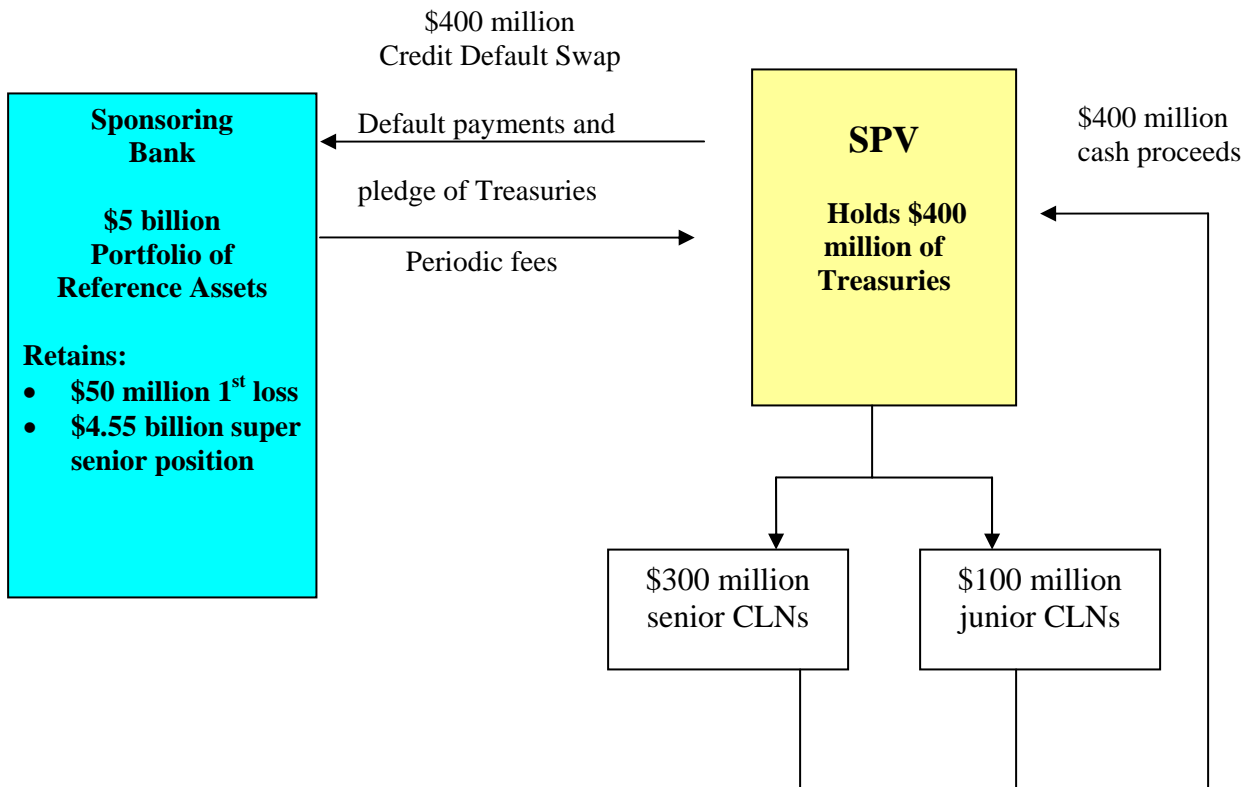 $400 million
Credit Default Swap
Sponsoring
Bank
$5 billion
Portfolio of
Reference Assets
Retains:
• $50 million 1st loss
• $4.55 billion super
senior position
Default payments and
pledge of Treasuries
Periodic fees
SPV
Holds $400
million of
Treasuries
$400 million
cash proceeds
$300 million
senior CLNs
$100 million
junior CLNs